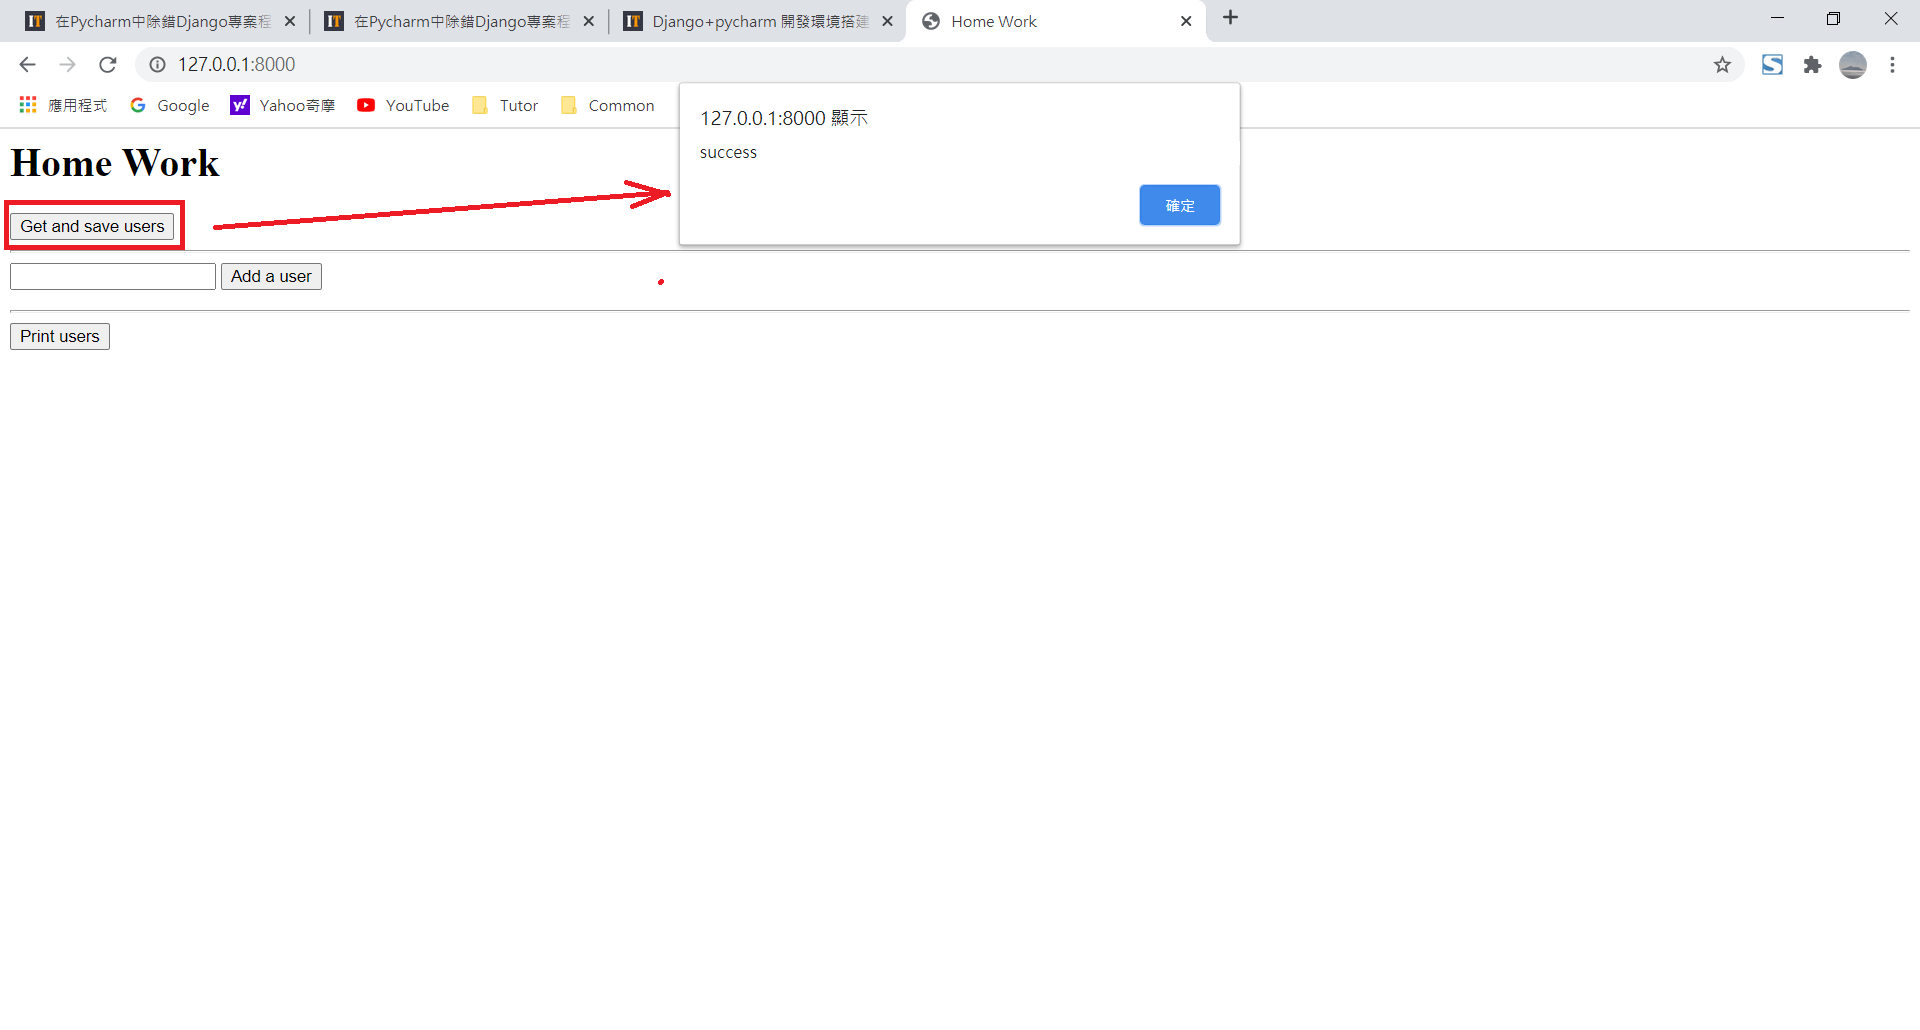 IT 在Pycharm中除錯Django專案程
IT 在Pycharm中除錯Django專案程
IT Django+pycharm 開發環境搭建
Home Work
127.0.0.1:8000
應用程式
Google
y! Yahoo奇摩
YouTube
Tutor
Common
127.0.0.1:8000 顯示
success
確定
Home Work
Get and save users
Add a user
Print users